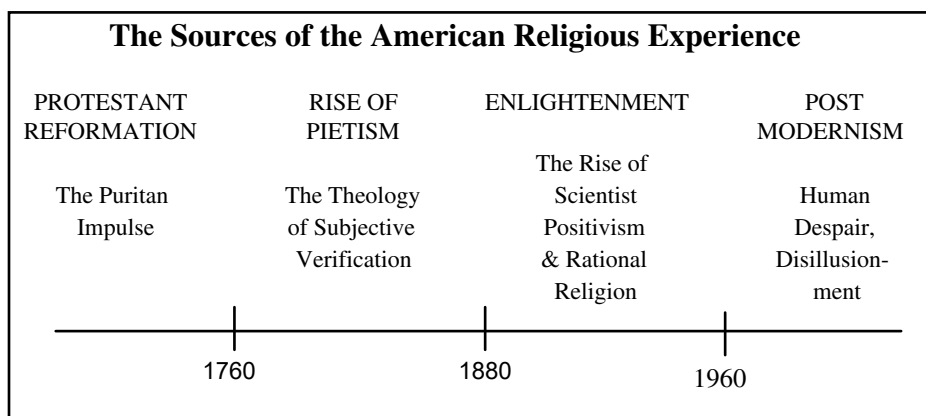 The Sources of the American Religious Experience
PROTESTANT
REFORMATION
The Puritan
Impulse
RISE OF
PIETISM
The Theology
of Subjective
Verification
ENLIGHTENMENT
The Rise of
Scientist
Positivism
& Rational
Religion
POST
MODERNISM
Human
Despair,
Disillusion-
ment
1760
1880
1960